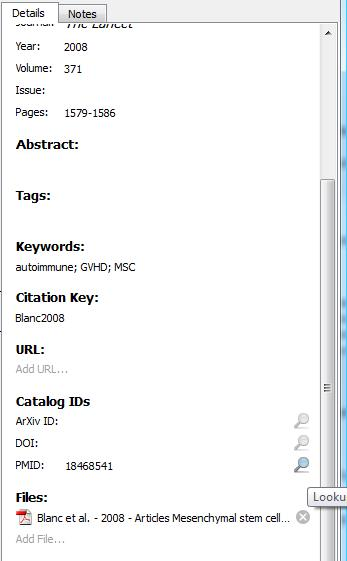 Details Notes
Journal: The Lancet
Year: 2008
Volume: 371
Issue:
Pages: 1579-1586
Abstract:
Tags:
Keywords:
autoimmune; GVHD; MSC
Citation Key:
Blanc2008
URL:
Add URL...
Catalog IDs
ArXiv ID:
DOI:
PMID: 18468541
Files:
Blanc et al. - 2008 - Articles Mesenchymal stem cell...
Add File...
Looku